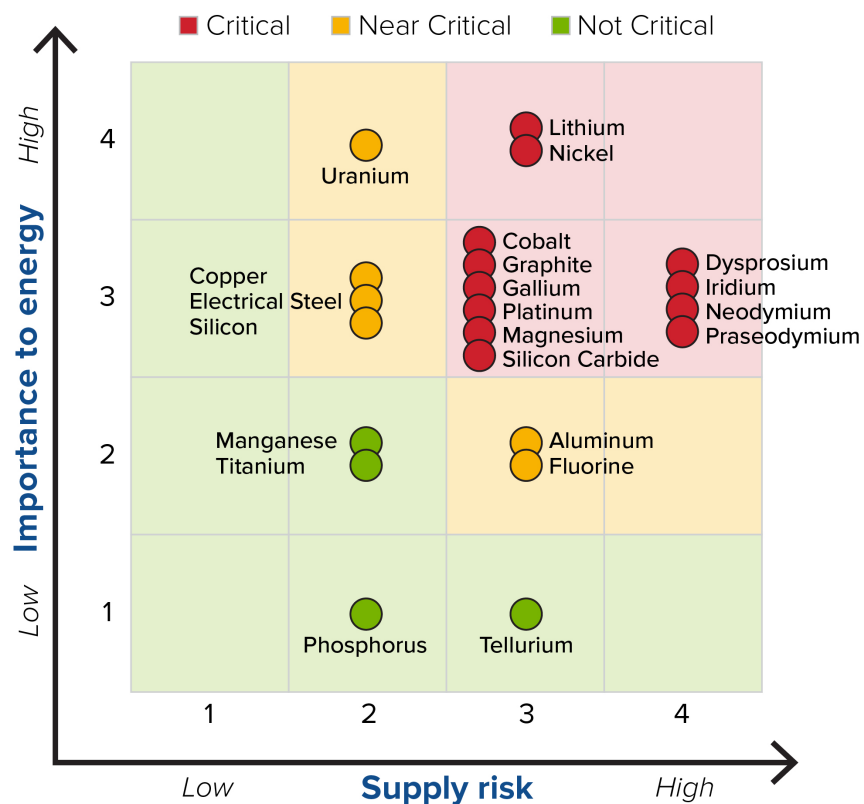 Critical
Near Critical
Not Critical
High
4
Uranium
Lithium
Nickel
Importance to energy
3
Copper
Electrical Steel
Silicon
Cobalt
Graphite
Gallium
Platinum
Magnesium
Silicon Carbide
Dysprosium
Iridium
Neodymium
Praseodymium
2
Manganese
Titanium
Aluminum
Fluorine
Low
1
Phosphorus
Tellurium
1
2
3
4
Low
Supply risk
High